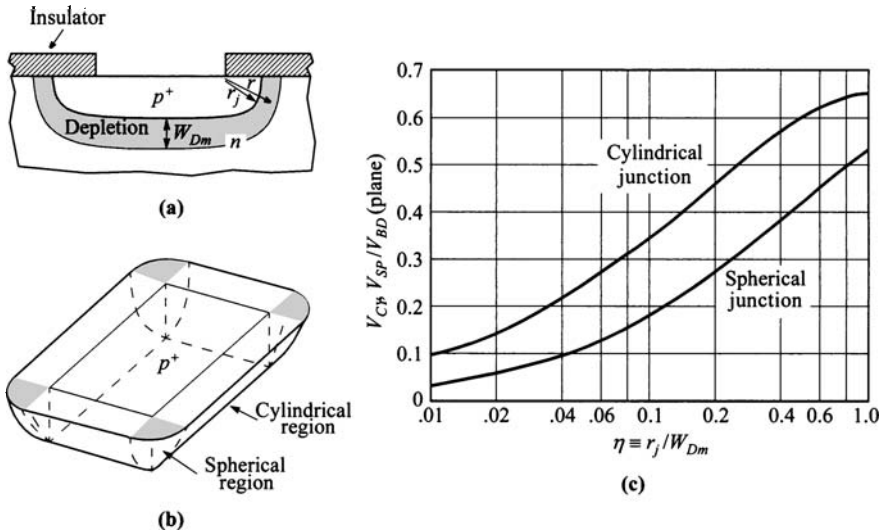 Insulator
p+
r
rj
Depletion
WDm
n
(a)
p+
Cylindrical
region
Spherical
region
(b)
VCY, VSP/VBD (plane)
0.7
0.6
0.5
0.4
0.3
0.2
0.1
0
Cylindrical
junction
Spherical
junction
.01
.02
.04
.06
0.1
0.2
0.4
0.6
1.0
η ≡ rj/WDm
(c)